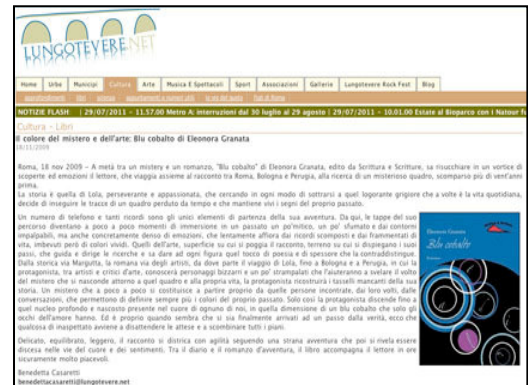 LUNGOTEVERE.NET
Home Urbe Municipi Cultura Arte Musica E Spettacoli Sport Associazioni Gallerie Lungotevere Rock Fest Blog
approfondimenti libri scienza appuntamenti e numeri utili le vie del gusto Fiat di Roma
NOTIZIE FLASH | 29/07/2011 - 11.57.00 Metro A: interruzioni dal 30 luglio al 29 agosto | 29/07/2011 - 10.01.00 Estate al Bioparco con i Natour fu
Cultura - Libri
Il colore del mistero e dell'arte: Blu cobalto di Eleonora Granata
18/11/2009
Roma, 18 nov 2009 - A metà tra un mistery e un romanzo, "Blu cobalto" di Eleonora Granata, edito da Scrittura e Scritture, sa risucchiare in un vortice di
scoperte ed emozioni il lettore, che viaggia assieme al racconto tra Roma, Bologna e Perugia, alla ricerca di un misterioso quadro, scomparso più di vent'anni
prima.
La storia è quella di Lola, perseverante e appassionata, che cercando in ogni modo di sottrarsi a quel logorante grigiore che a volte è la vita quotidiana,
decide di inseguire le tracce di un quadro perduto da tempo e che mantiene vivi i segni del proprio passato.
Un numero di telefono e tanti ricordi sono gli unici elementi di partenza della sua avventura. Da qui, le tappe del suo
percorso diventano a poco a poco momenti di immersione in un passato un po'mitico, un po' sfumato e dai contorni
impalpabili, ma anche concretamente denso di emozioni, che lentamente affiora dai ricordi scomposti e dai frammentati di
vita, imbevuti però di colori vividi. Quelli dell'arte, superficie su cui si poggia il racconto, terreno su cui si dispiegano i suoi
passi, che guida e dirige le ricerche e sa dare ad ogni figura quel tocco di poesia e di spessore che la contraddistingue.
Dalla storica via Margutta, la romana via degli artisti, da dove parte il viaggio di Lola, fino a Bologna e a Perugia, in cui la
protagonista, tra artisti e critici d'arte, conoscerà personaggi bizzarri e un po' strampalati che l'aiuteranno a svelare il volto
del mistero che si nasconde attorno a quel quadro e alla propria vita, la protagonista ricostruirà i tasselli mancanti della sua
storia. Un mistero che a poco a poco si costituisce a partire proprio da quelle persone incontrate, dai loro volti, dalle
conversazioni, che permettono di definire sempre più i colori del proprio passato. Solo così la protagonista discende fino a
quel nucleo profondo e nascosto presente nel cuore di ognuno di noi, in quella dimensione di un blu cobalto che solo gli
occhi dell'amore hanno. Ed è proprio quando sembra che si sia finalmente arrivati ad un passo dalla verità, ecco che
qualcosa di inaspettato avviene a disattendere le attese e a scombinare tutti i piani.
Delicato, equilibrato, leggero, il racconto si districa con agilità seguendo una strana avventura che poi si rivela essere
discesa nelle vie del cuore e dei sentimenti. Tra il diario e il romanzo d'avventura, il libro accompagna il lettore in ore
sicuramente molto piacevoli.
Benedetta Casaretti
benedettacasaretti@lungotevere.net
Eleonora Granata
Blu cobalto